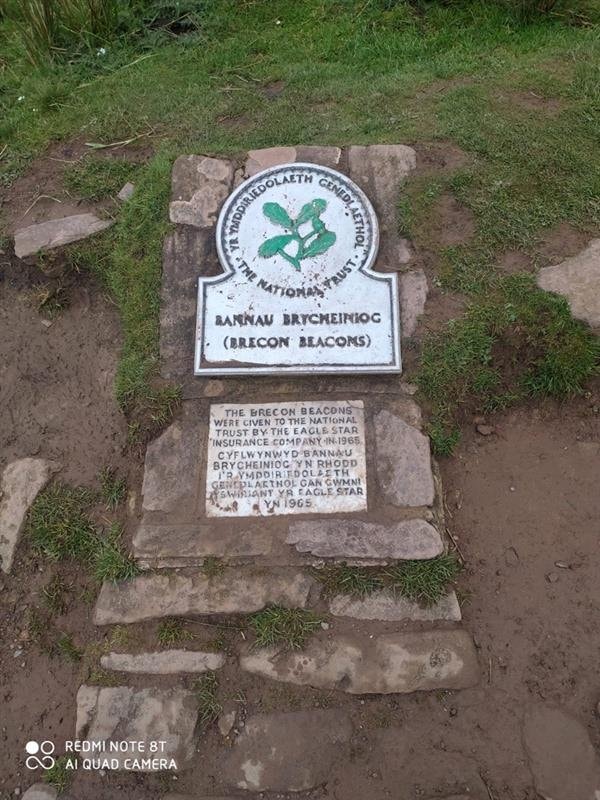 YR YMDDIRIEDOLAETH GENEDLAETHOL
· THE NATIONAL TRUST ·
BANNAU BRYCHEINIOG
(BRECON BEACONS)
THE BRECON BEACONS
WERE GIVEN TO THE NATIONAL
TRUST BY THE EAGLE STAR
INSURANCE COMPANY·IN·1965.
CYFLWYNWYD BANNAU
BRYCHEINIOG YN RHODD
I'R YMDDIRIEDOLAETH
GENEDLAETHOL GAN GWMNI
YSWIRIANT YR EAGLE STAR
YN 1965.
REDMI NOTE 8T
AI QUAD CAMERA